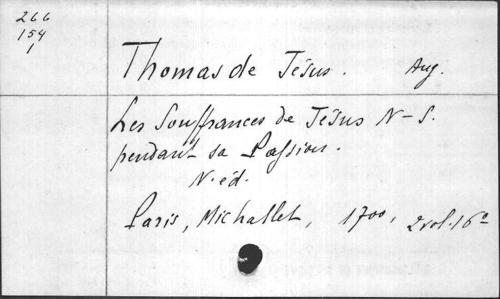 266
154
1
Thomas de Jésus. Aug.
Les Souffrances de Jésus N-S.
pendant sa Passion.
N. éd.
Paris, Michallet, 1700, 2 vol. 16°